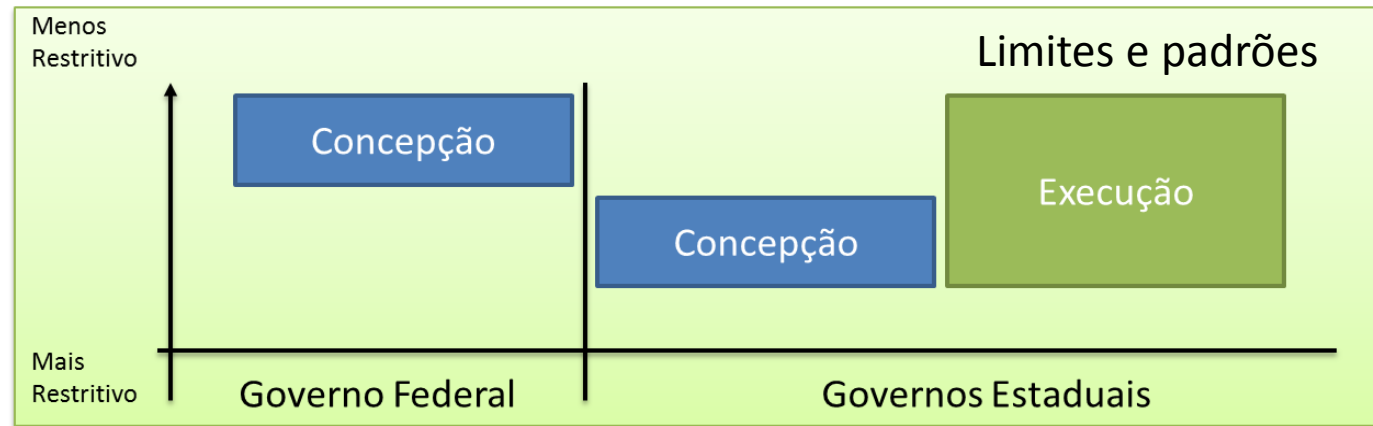 Menos
Restritivo
Limites e padrões
Concepção
Concepção
Execução
Mais
Restritivo
Governo Federal
Governos Estaduais